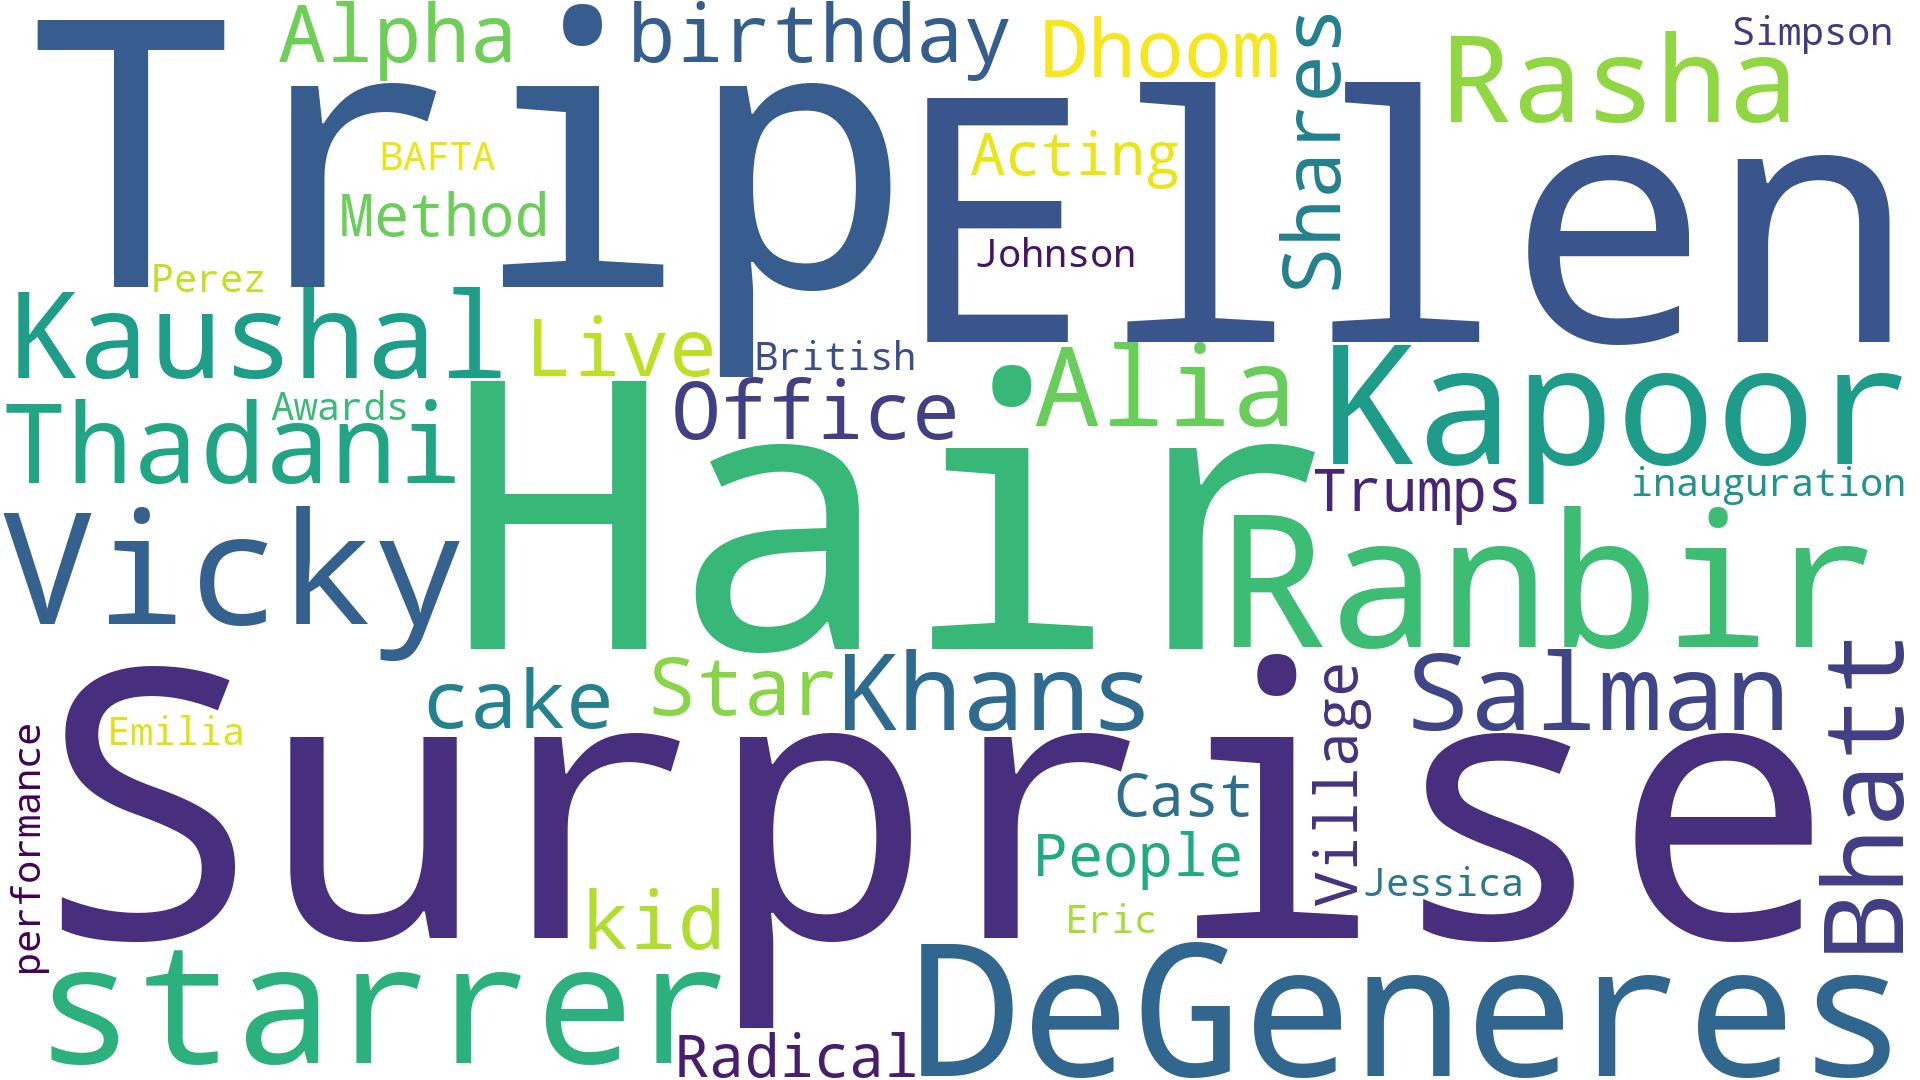 Trip
Alpha
birthday
Dhoom
Shares
Rasha
Simpson
Ellen
BAFTA
Method
Acting
Johnson
Perez
Kaushal
Live
British
Office
Alia
Kapoor
Awards
Thadani
Hair
Trumps
inauguration
Vicky
Ranbir
cake
Star
Khans
Salman
Bhatt
Village
Surprise
Emilia
performance
Cast
People
Jessica
kid
Eric
starrer
DeGeneres
Radical